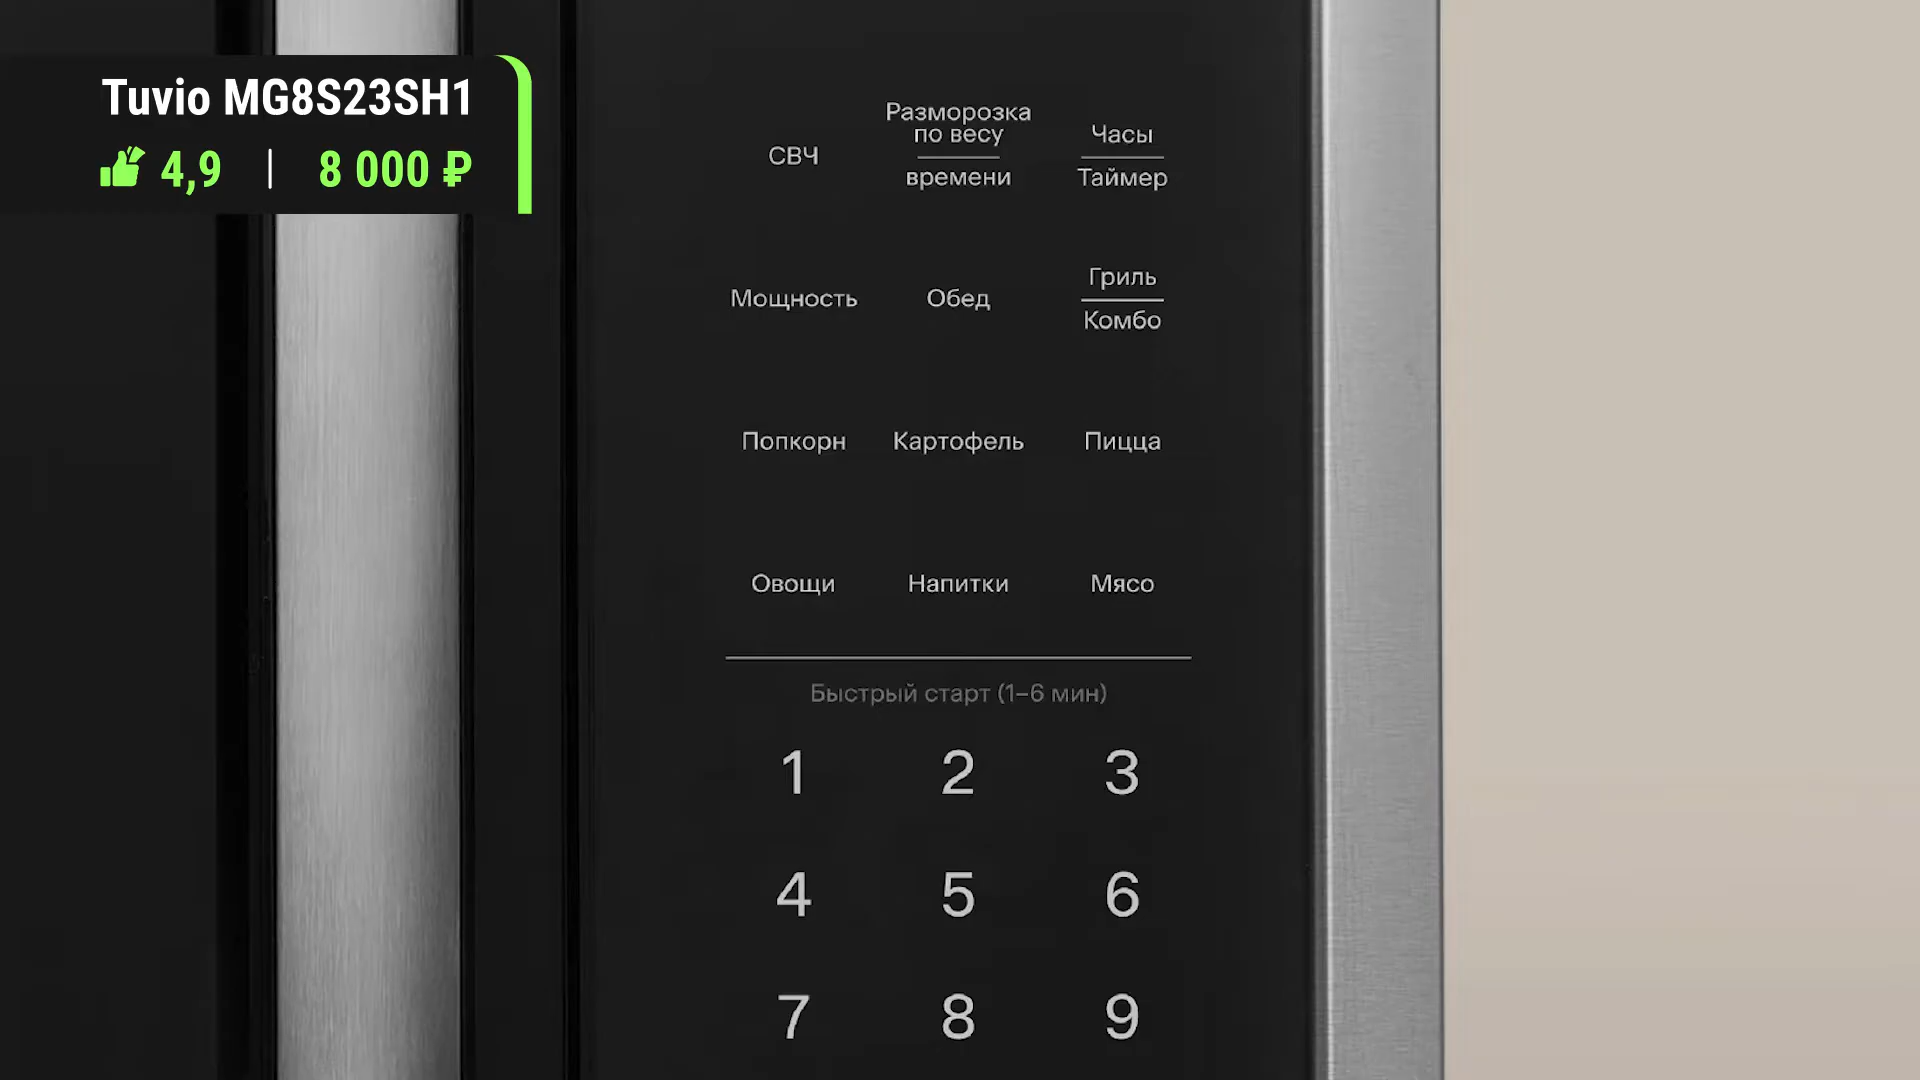 Tuvio MG8S23SH1
4,9 | 8 000 ₽
СВЧ
Разморозка
по весу
времени
Часы
Таймер
Мощность
Обед
Гриль
Комбо
Попкорн
Картофель
Пицца
Овощи
Напитки
Мясо
Быстрый старт (1–6 мин)
1 2 3
4 5 6
7 8 9